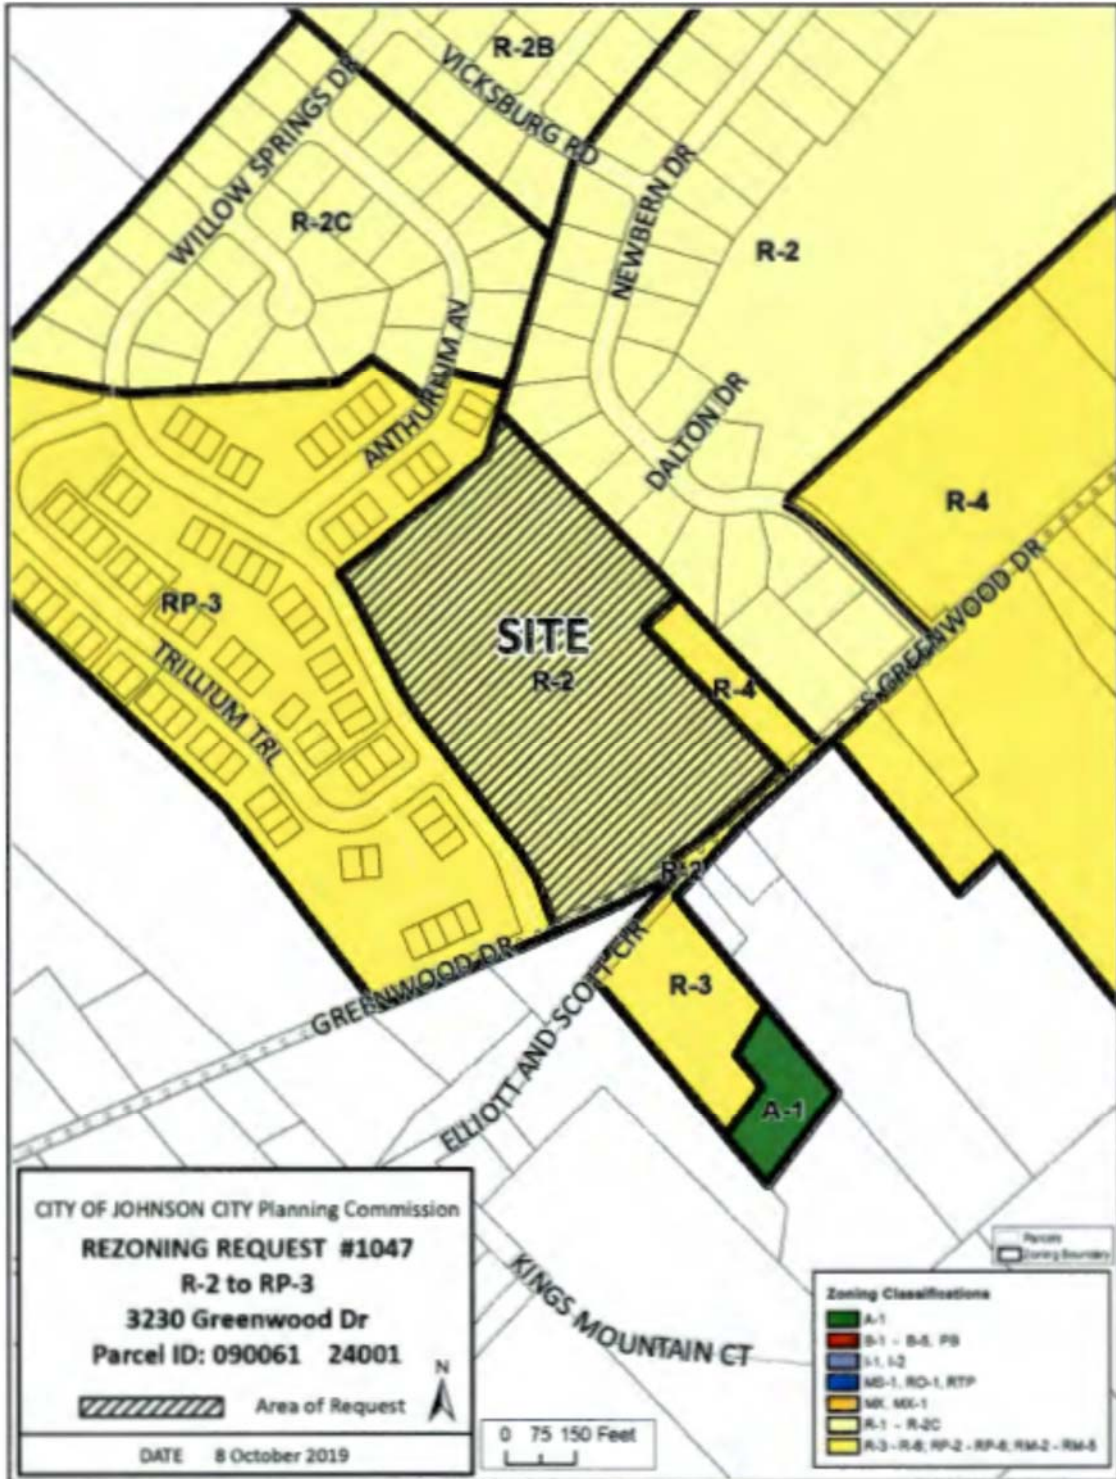 R-2B
VICKSBURG RD
WILLOW SPRINGS DR
NEWBERN DR
R-2C
R-2
ANTHURIUM AV
DALTON DR
R-4
S GREENWOOD DR
RP-3
SITE
R-2
R-4
TRILLIUM TRL
R-2
GREENWOOD DR
ELLIOTT AND SCOTT CIR
R-3
A-1
KINGS MOUNTAIN CT
CITY OF JOHNSON CITY Planning Commission
REZONING REQUEST #1047
R-2 to RP-3
3230 Greenwood Dr
Parcel ID: 090061 24001
N
Area of Request
DATE 8 October 2019
0 75 150 Feet
Parcels
Zoning Boundary
Zoning Classifications
A-1
B-1 - B-5, PB
I-1, I-2
MS-1, RO-1, RTP
MX, MX-1
R-1 - R-2C
R-3 - R-6; RP-2 - RP-6; RM-2 - RM-5